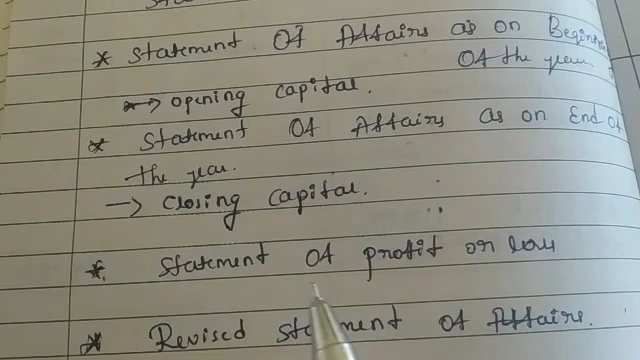 * Statement Of Affairs as on Beginn
Of the year
* → opening capital.
* Statement Of Affairs as on End Of
the year.
→ Closing capital.
* Statement Of profit or loss
* Revised statement Of Affairs.